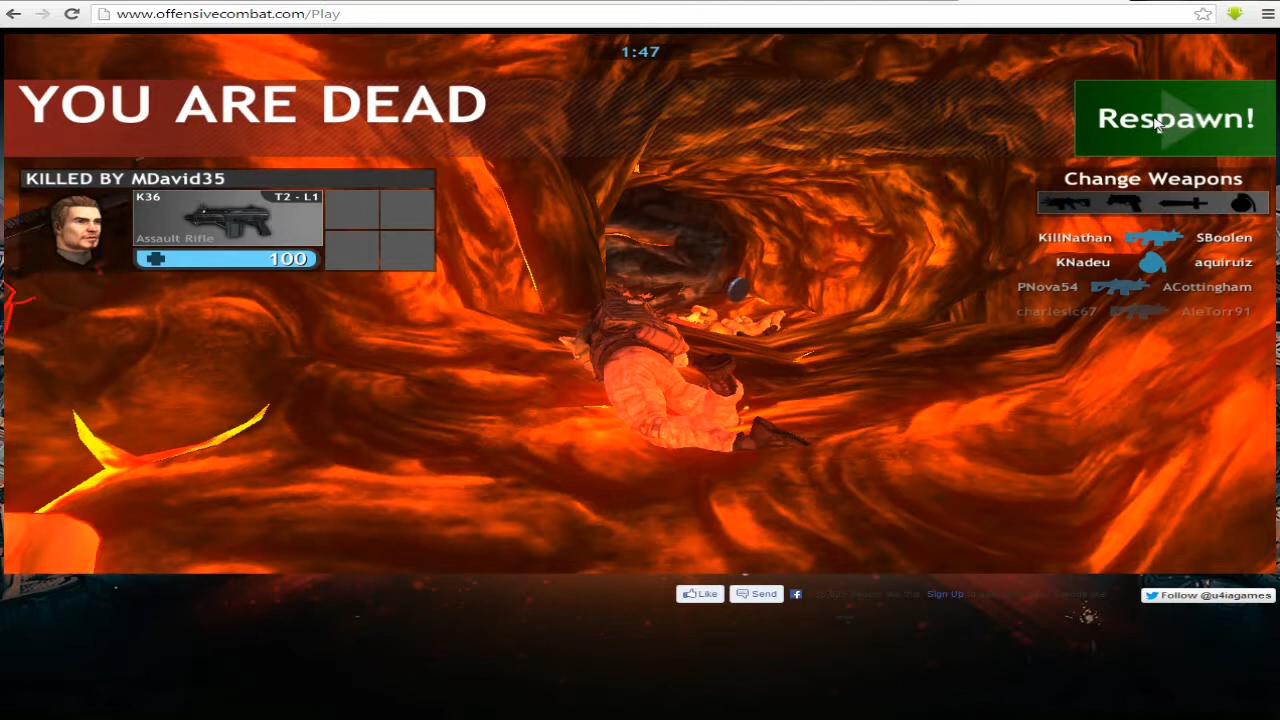 www.offensivecombat.com/Play
1:47
YOU ARE DEAD
Respawn!
KILLED BY MDavid35
K36 T2 - L1
Assault Rifle
100
Change Weapons
KillNathan SBoolen
KNadeu aquiruiz
PNova54 ACottingham
charleslc67 AleTorr91
Like Send Sign Up
Follow @u4iagames